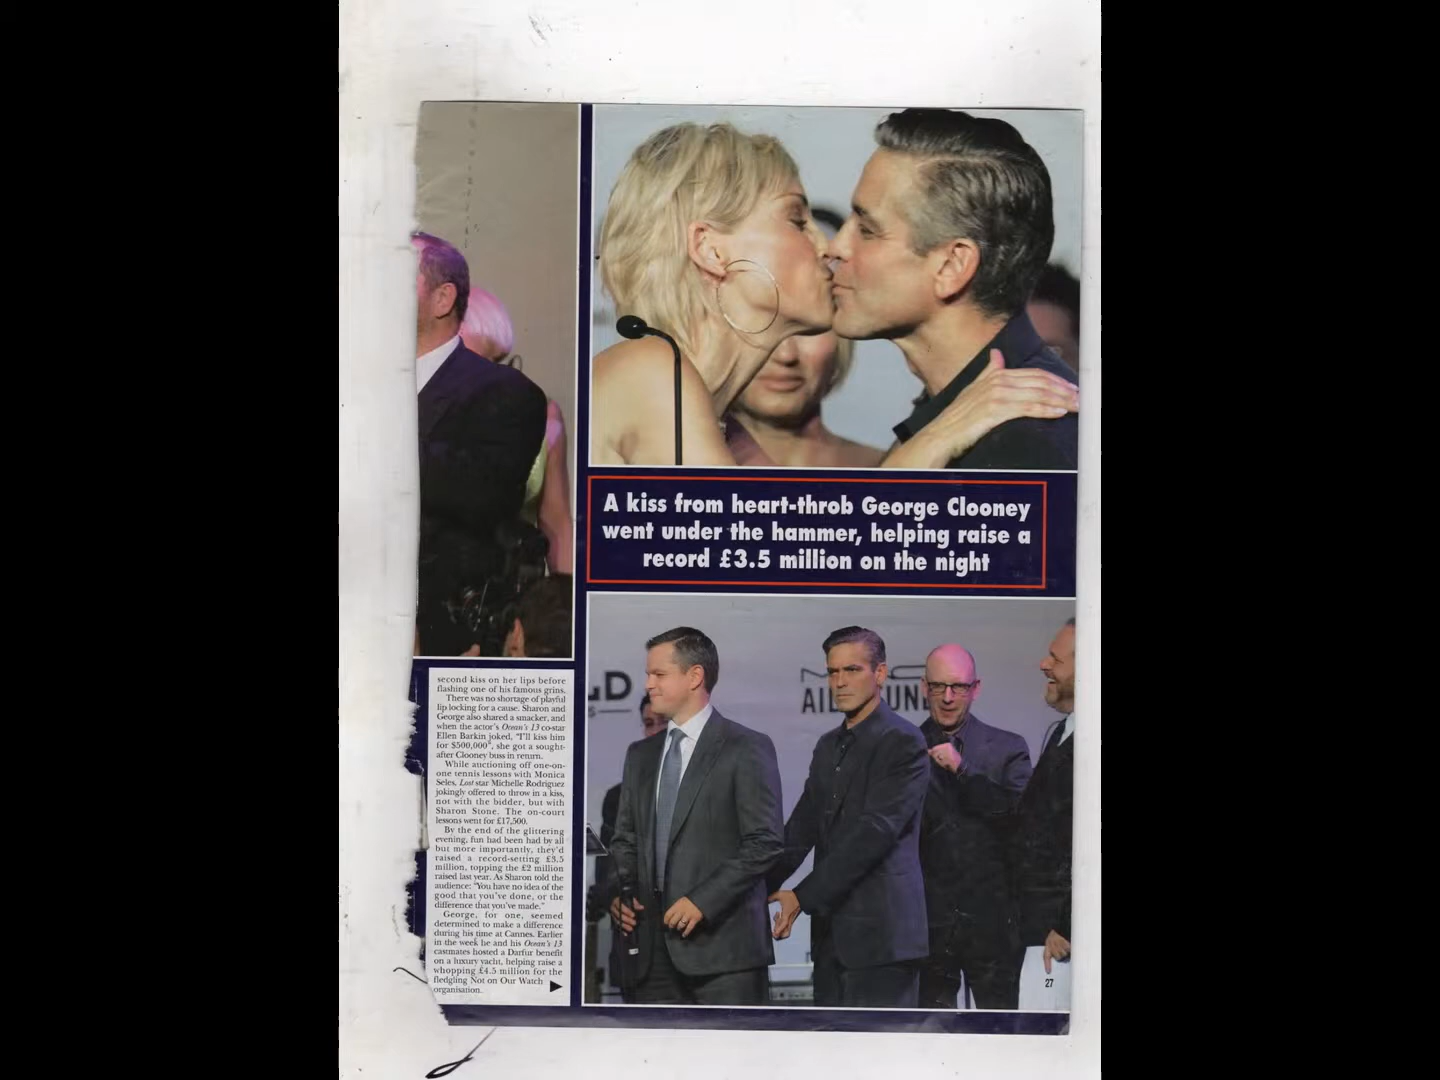 A kiss from heart-throb George Clooney
went under the hammer, helping raise a
record £3.5 million on the night
second kiss on her lips before
flashing one of his famous grins.
There was no shortage of playful
lip locking for a cause. Sharon and
George also shared a smacker, and
when the actor's Ocean's 13 co-star
Ellen Barkin joked, "I'll kiss him
for $500,000", she got a sought-
after Clooney buss in return.
While auctioning off one-on-
one tennis lessons with Monica
Seles, Lost star Michelle Rodriguez
jokingly offered to throw in a kiss,
not with the bidder, but with
Sharon Stone. The on-court
lessons went for £17,500.
By the end of the glittering
evening, fun had been had by all
but more importantly, they'd
raised a record-setting £3.5
million, topping the £2 million
raised last year. As Sharon told the
audience: "You have no idea of the
good that you've done, or the
difference that you've made."
George, for one, seemed
determined to make a difference
during his time at Cannes. Earlier
in the week he and his Ocean's 13
castmates hosted a Darfur benefit
on a luxury yacht, helping raise a
whopping £4.5 million for the
fledgling Not on Our Watch
organisation.
LD
MAC
AID FUN
27